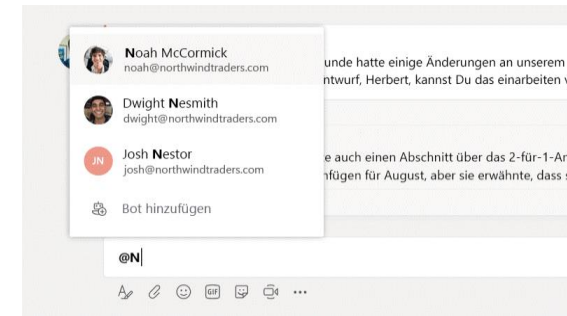 Noah McCormick
noah@northwindtraders.com
unde hatte einige Änderungen an unserem
ntwurf, Herbert, kannst Du das einarbeiten
Dwight Nesmith
dwight@northwindtraders.com
JN
Josh Nestor
josh@northwindtraders.com
auch einen Abschnitt über das 2-für-1-
fügen für August, aber sie erwähnte, dass
Bot hinzufügen
@N
GIF